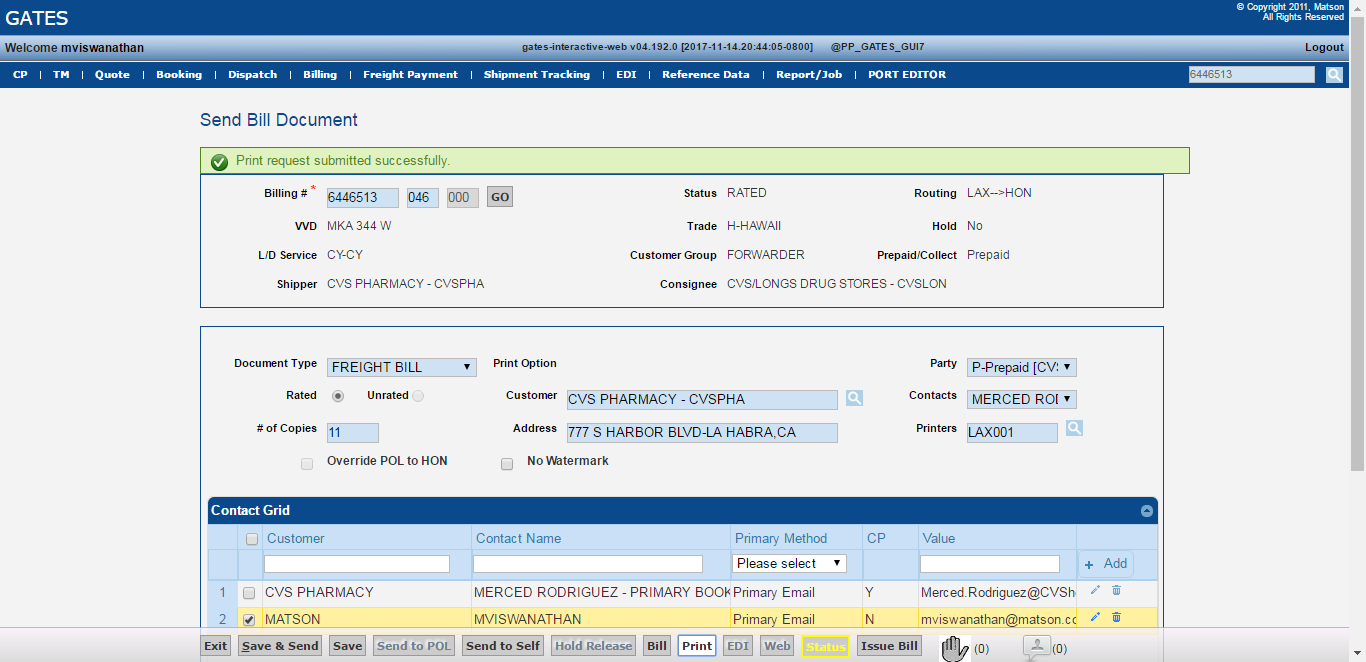 GATES
© Copyright 2011, Matson
All Rights Reserved
Welcome mviswanathan gates-interactive-web v04.192.0 [2017-11-14.20:44:05-0800] @PP_GATES_GUI7 Logout
CP | TM | Quote | Booking | Dispatch | Billing | Freight Payment | Shipment Tracking | EDI | Reference Data | Report/Job | PORT EDITOR 6446513
Send Bill Document
Print request submitted successfully.
Billing # * 6446513 046 000 GO Status RATED Routing LAX-->HON
VVD MKA 344 W Trade H-HAWAII Hold No
L/D Service CY-CY Customer Group FORWARDER Prepaid/Collect Prepaid
Shipper CVS PHARMACY - CVSPHA Consignee CVS/LONGS DRUG STORES - CVSLON
Document Type FREIGHT BILL Print Option Party P-Prepaid [CVS
Rated Unrated Customer CVS PHARMACY - CVSPHA Contacts MERCED ROD
# of Copies 11 Address 777 S HARBOR BLVD-LA HABRA,CA Printers LAX001
Override POL to HON No Watermark
Contact Grid
Customer Contact Name Primary Method CP Value
Please select + Add
1 CVS PHARMACY MERCED RODRIGUEZ - PRIMARY BOOK Primary Email Y Merced.Rodriguez@CVShe
2 MATSON MVISWANATHAN Primary Email N mviswanathan@matson.co
Exit Save & Send Save Send to POL Send to Self Hold Release Bill Print EDI Web Status Issue Bill (0) (0)